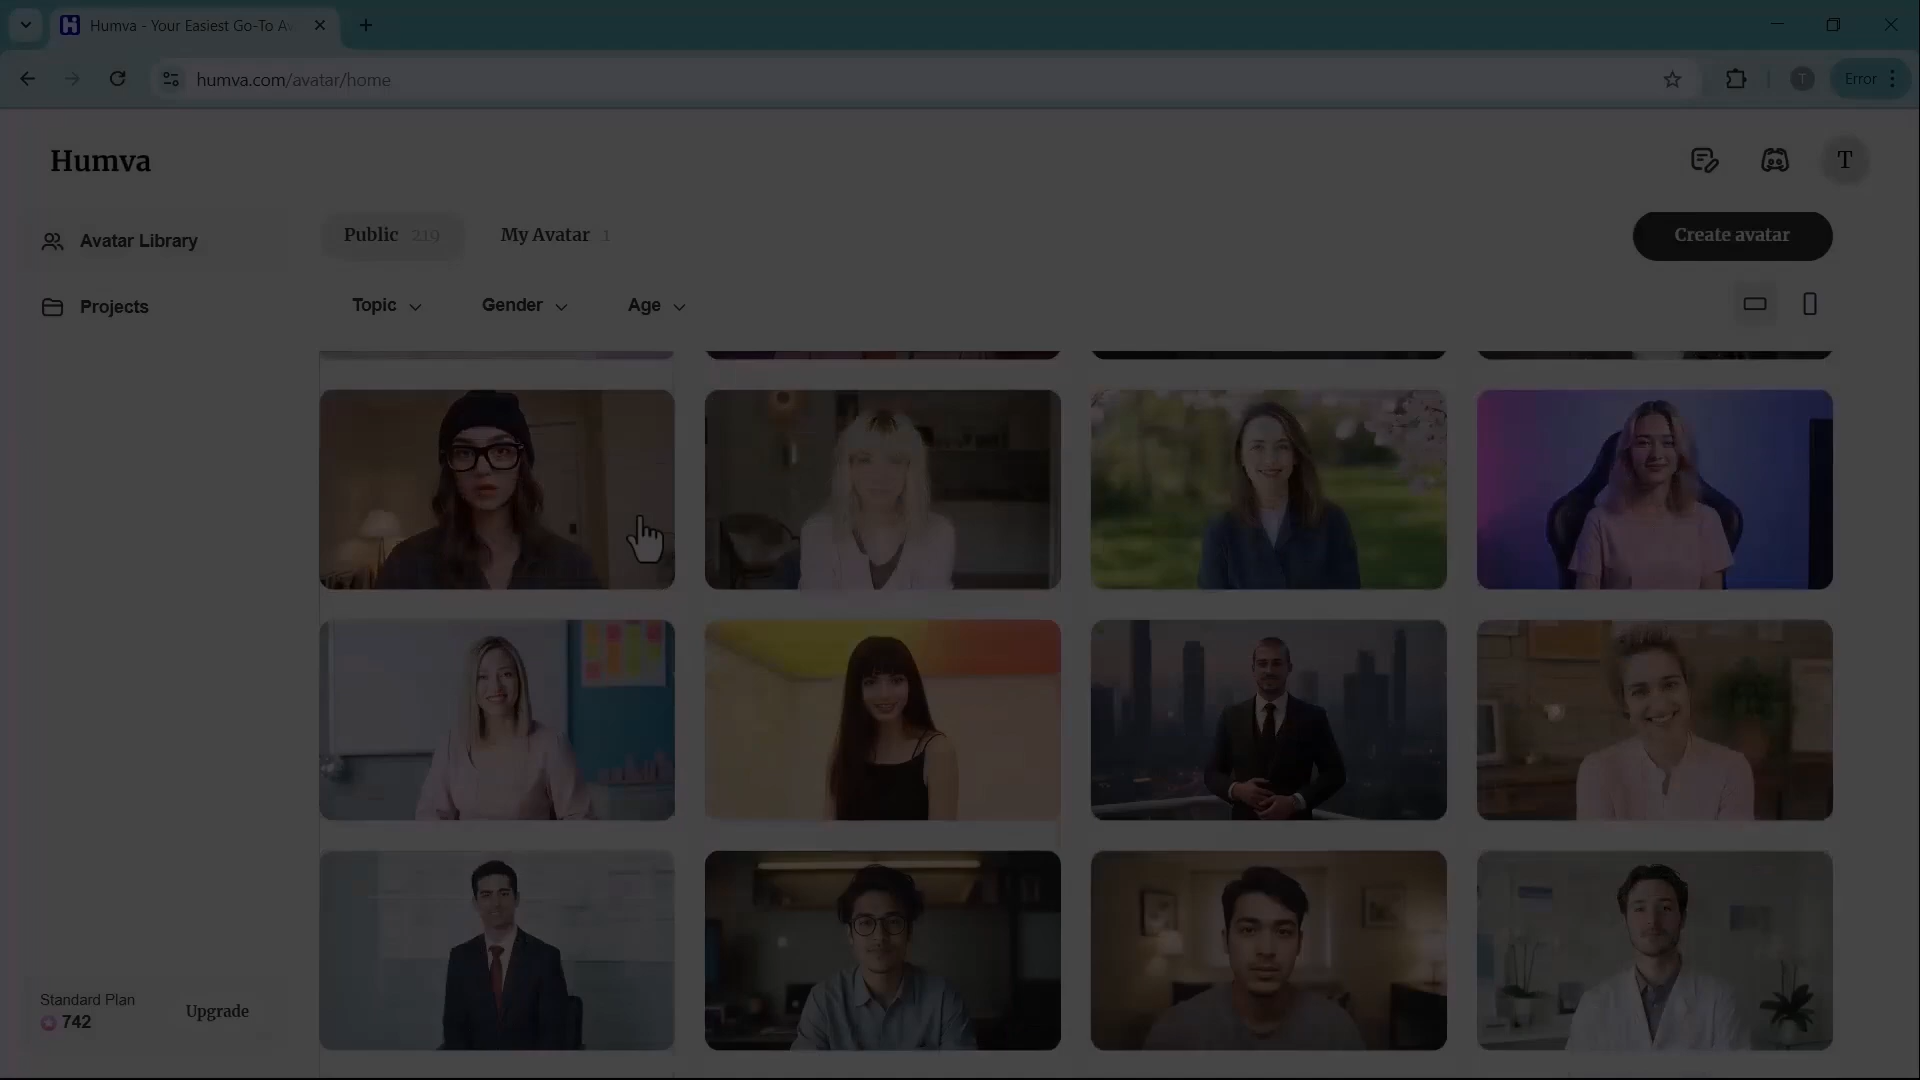 Humva - Your Easiest Go-To Av
humva.com/avatar/home
T
Error
Humva
T
Avatar Library
Projects
Public 219
My Avatar 1
Create avatar
Topic
Gender
Age
Standard Plan
742
Upgrade